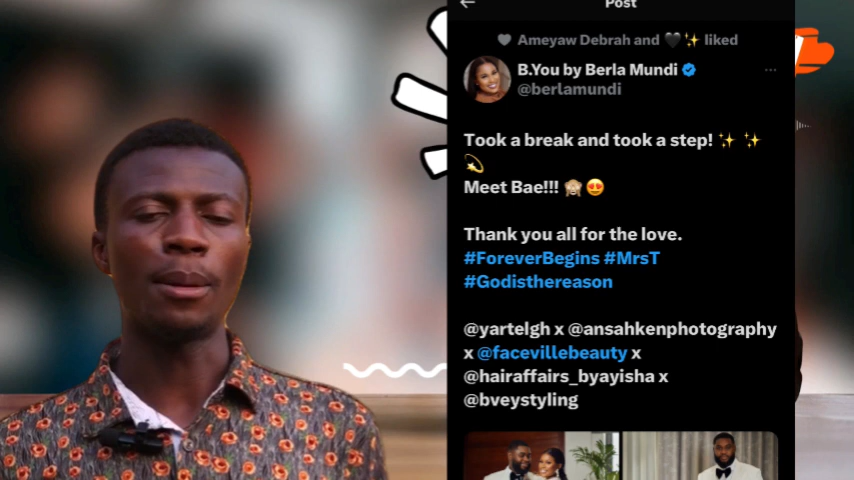 Post
Ameyaw Debrah and 🖤✨ liked
B.You by Berla Mundi
@berlamundi
Took a break and took a step! ✨ ✨
💫
Meet Bae!!! 🙈😍
Thank you all for the love.
#ForeverBegins #MrsT
#Godisthereason
@yartelgh x @ansahkenphotography
x @facevillebeauty x
@hairaffairs_byayisha x
@bveystyling